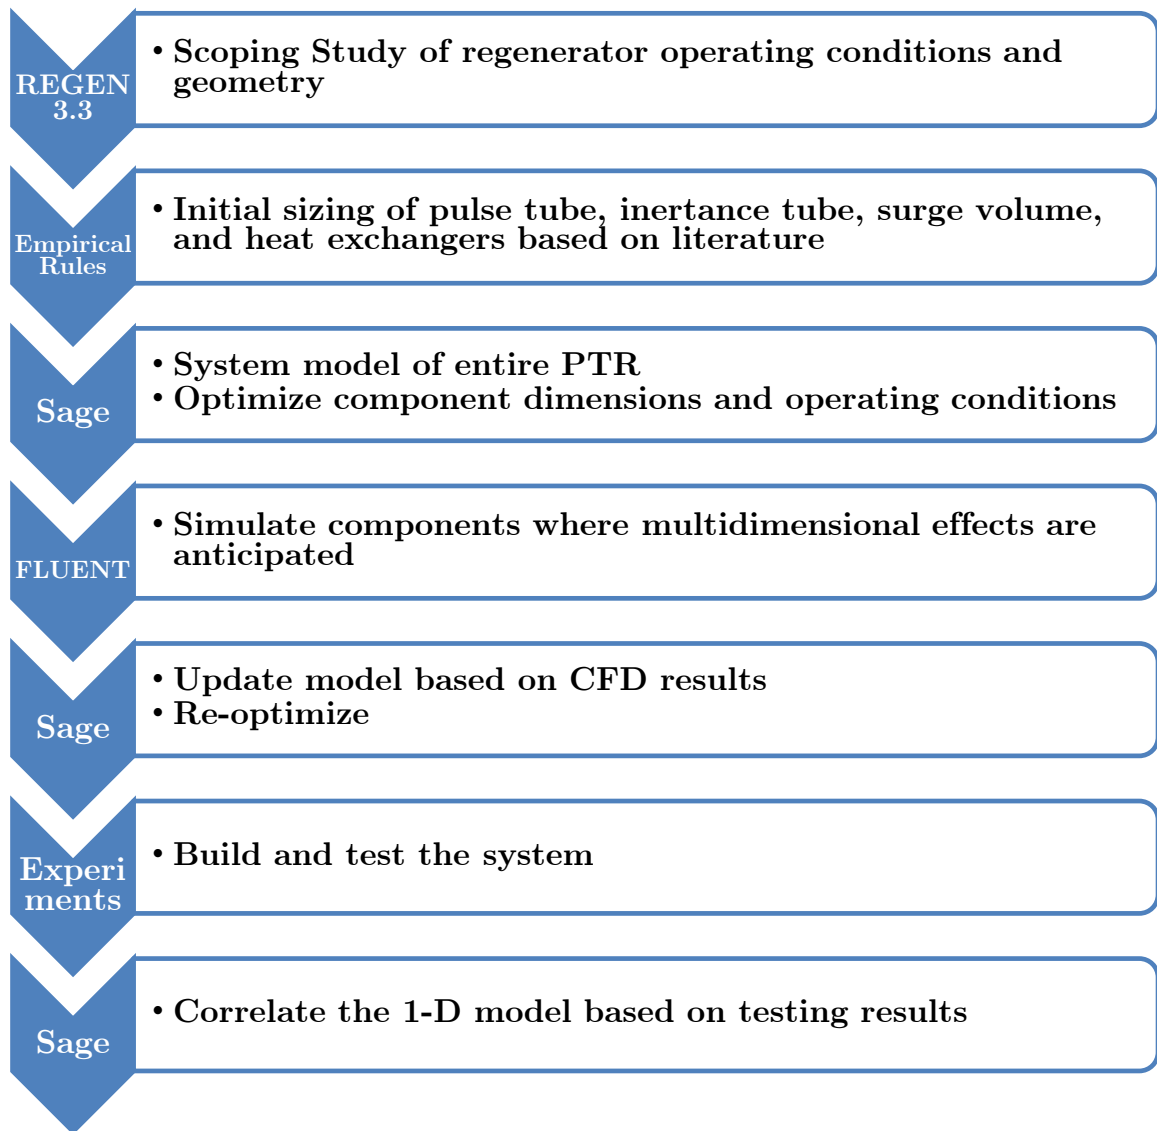 REGEN
3.3
• Scoping Study of regenerator operating conditions and
geometry
Empirical
Rules
• Initial sizing of pulse tube, inertance tube, surge volume,
and heat exchangers based on literature
Sage
• System model of entire PTR
• Optimize component dimensions and operating conditions
FLUENT
• Simulate components where multidimensional effects are
anticipated
Sage
• Update model based on CFD results
• Re-optimize
Experi
ments
• Build and test the system
Sage
• Correlate the 1-D model based on testing results